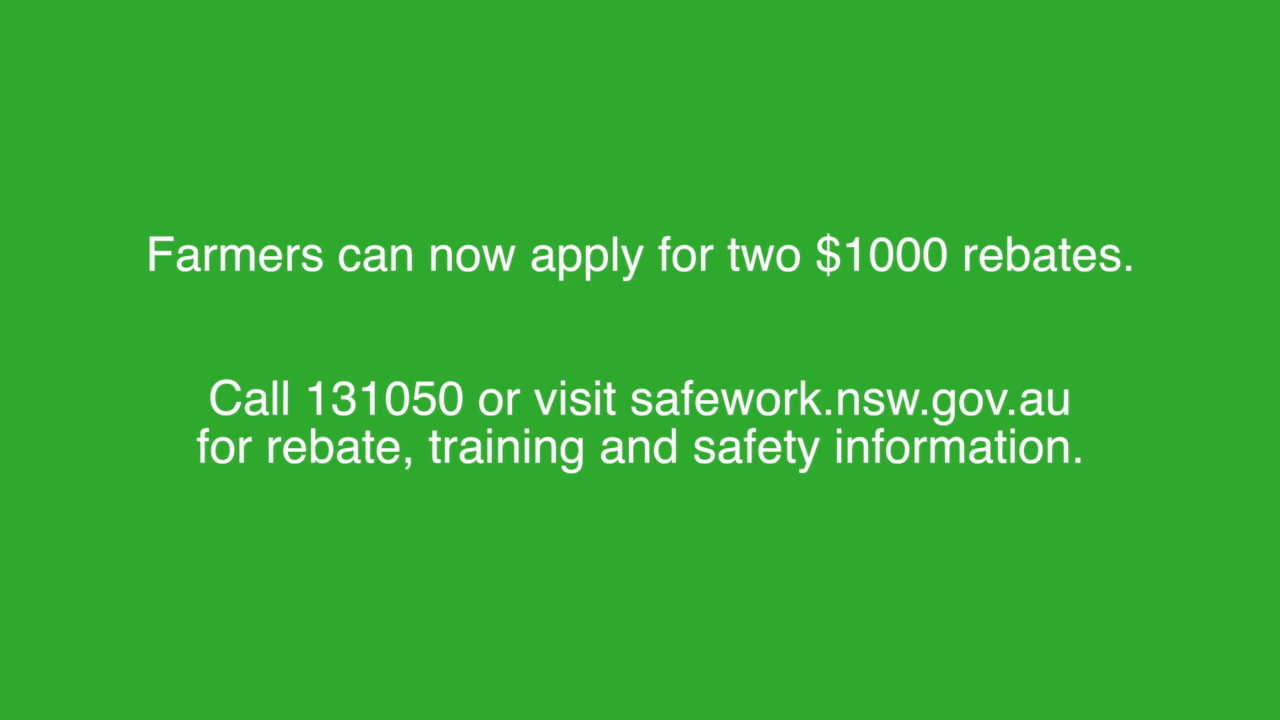 Farmers can now apply for two $1000 rebates.
Call 131050 or visit safework.nsw.gov.au
for rebate, training and safety information.